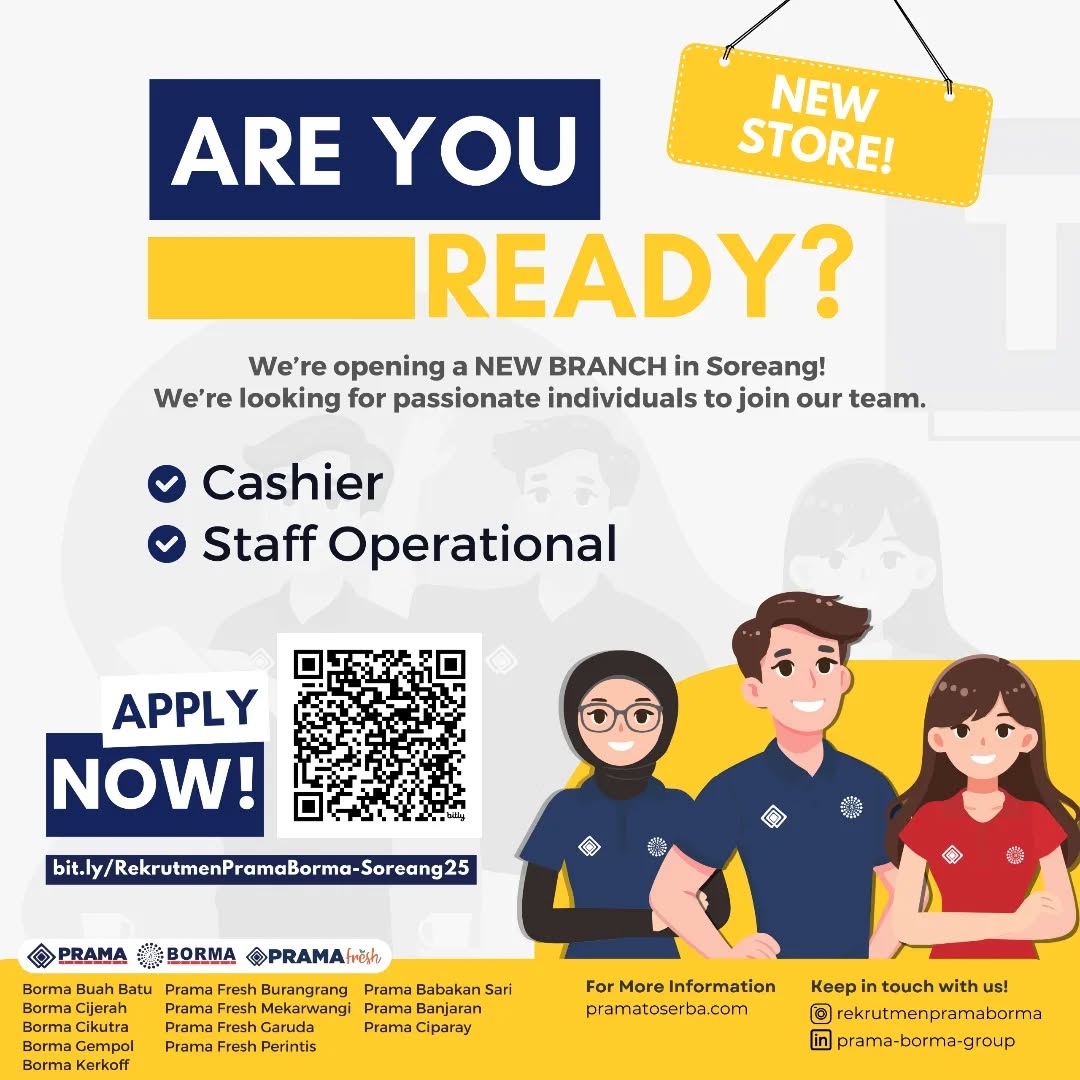 NEW
STORE!
ARE YOU
READY?
We're opening a NEW BRANCH in Soreang!
We're looking for passionate individuals to join our team.
Cashier
Staff Operational
APPLY
NOW!
bitly
bit.ly/RekrutmenPramaBorma-Soreang25
PRAMA BORMA PRAMA fresh
Borma Buah Batu
Borma Cijerah
Borma Cikutra
Borma Gempol
Borma Kerkoff
Prama Fresh Burangrang
Prama Fresh Mekarwangi
Prama Fresh Garuda
Prama Fresh Perintis
Prama Babakan Sari
Prama Banjaran
Prama Ciparay
For More Information
pramatoserba.com
Keep in touch with us!
rekrutmenpramaborma
prama-borma-group